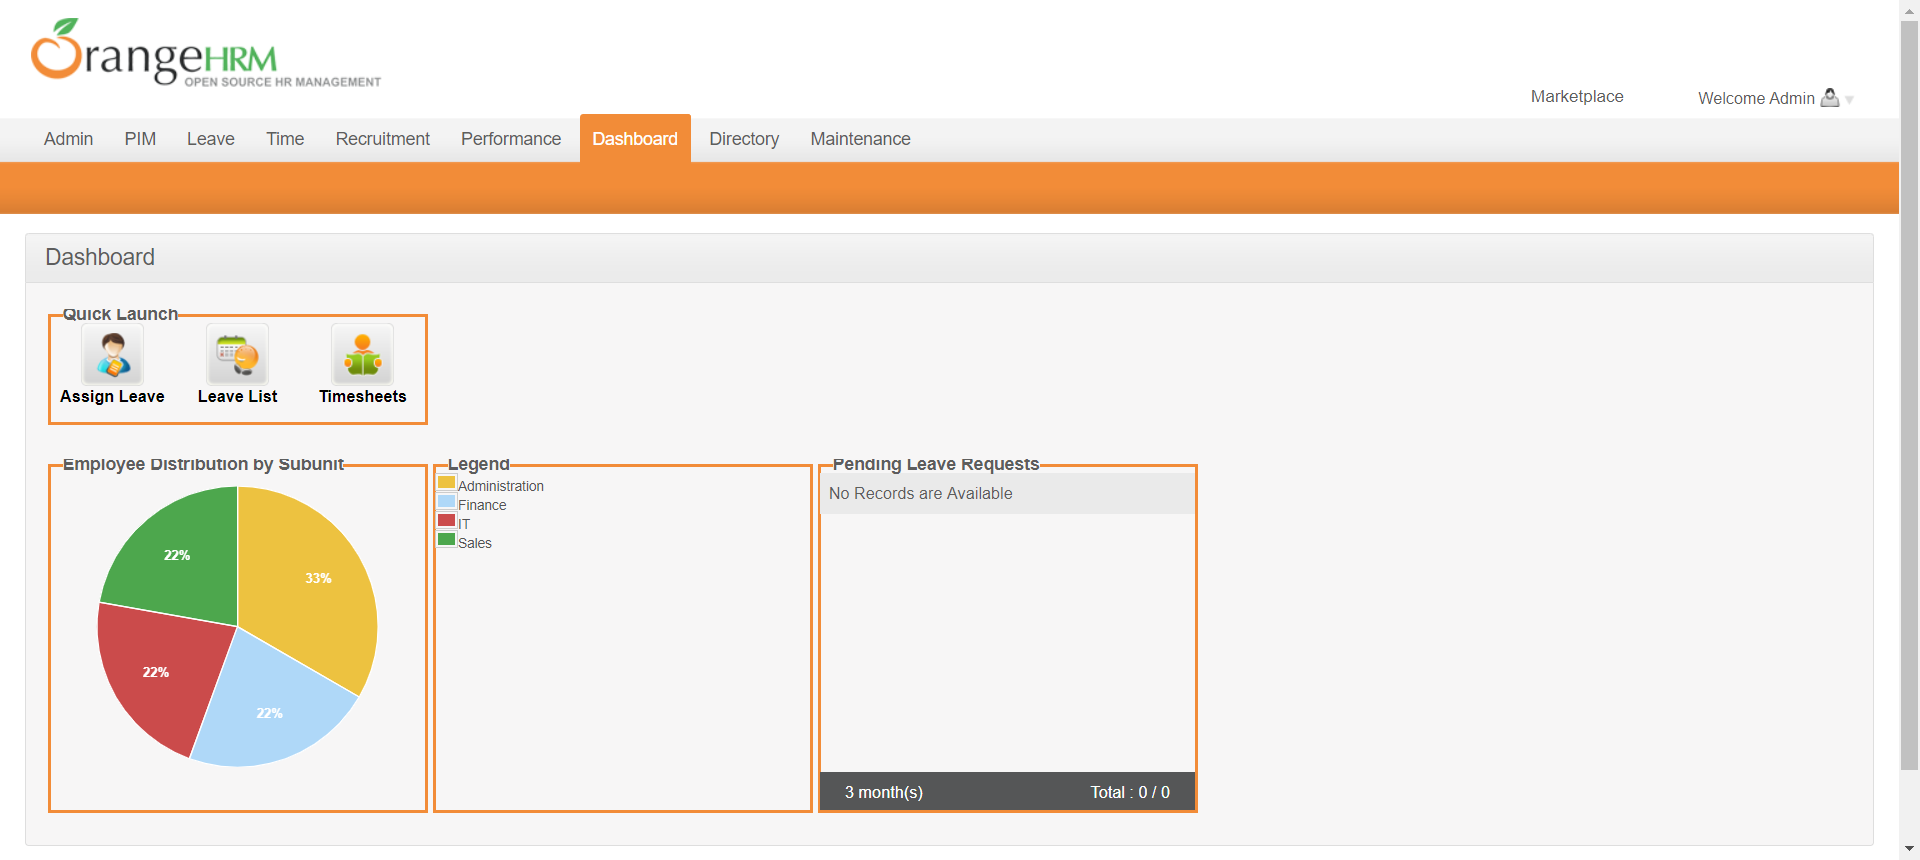 OrangeHRM
OPEN SOURCE HR MANAGEMENT
Marketplace
Welcome Admin
Admin PIM Leave Time Recruitment Performance Dashboard Directory Maintenance
Dashboard
Quick Launch
Assign Leave Leave List Timesheets
Employee Distribution by Subunit
22%
33%
22%
22%
Legend
Administration
Finance
IT
Sales
Pending Leave Requests
No Records are Available
3 month(s) Total : 0 / 0